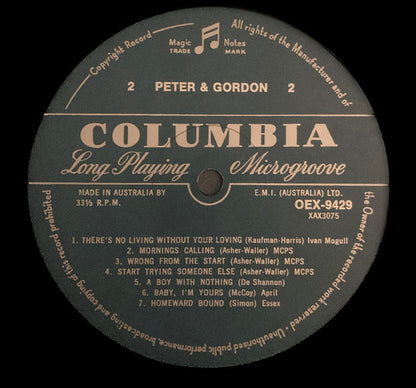 Copyright Record
Magic Notes
TRADE MARK
All rights of the Manufacturer and of
the Owner of the recorded work reserved
Unauthorised public performance, broadcasting and copying of this record prohibited
2 PETER & GORDON 2
COLUMBIA
Long Playing Microgroove
MADE IN AUSTRALIA BY E.M.I. (AUSTRALIA) LTD.
33⅓ R.P.M. OEX-9429
XAX3075
1. THERE'S NO LIVING WITHOUT YOUR LOVING (Kaufman-Harris) Ivan Mogull
2. MORNINGS CALLING (Asher-Waller) MCPS
3. WRONG FROM THE START (Asher-Waller) MCPS
4. START TRYING SOMEONE ELSE (Asher-Waller) MCPS
5. A BOY WITH NOTHING (De Shannon)
6. BABY, I'M YOURS (McCoy) April
7. HOMEWARD BOUND (Simon) Essex